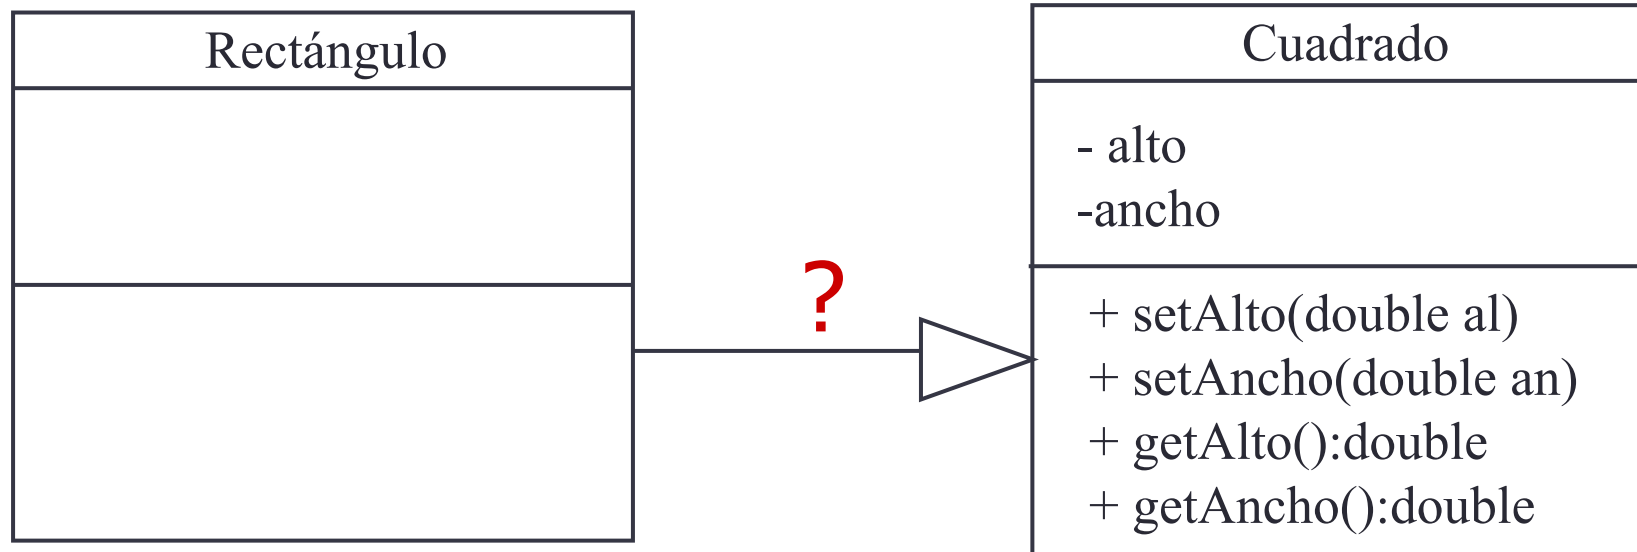 Rectángulo
?
Cuadrado
- alto
-ancho
+ setAlto(double al)
+ setAncho(double an)
+ getAlto():double
+ getAncho():double